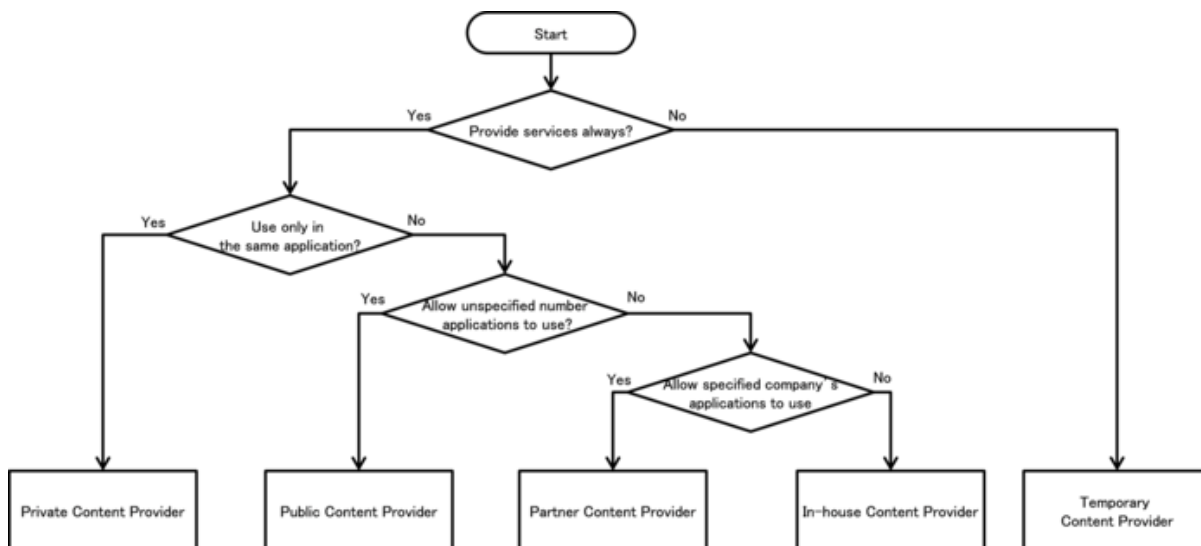 Start
Yes
No
Provide services always?
Yes
No
Use only in
the same application?
Yes
No
Allow unspecified number
applications to use?
Yes
No
Allow specified company´s
applications to use
Private Content Provider
Public Content Provider
Partner Content Provider
In-house Content Provider
Temporary
Content Provider